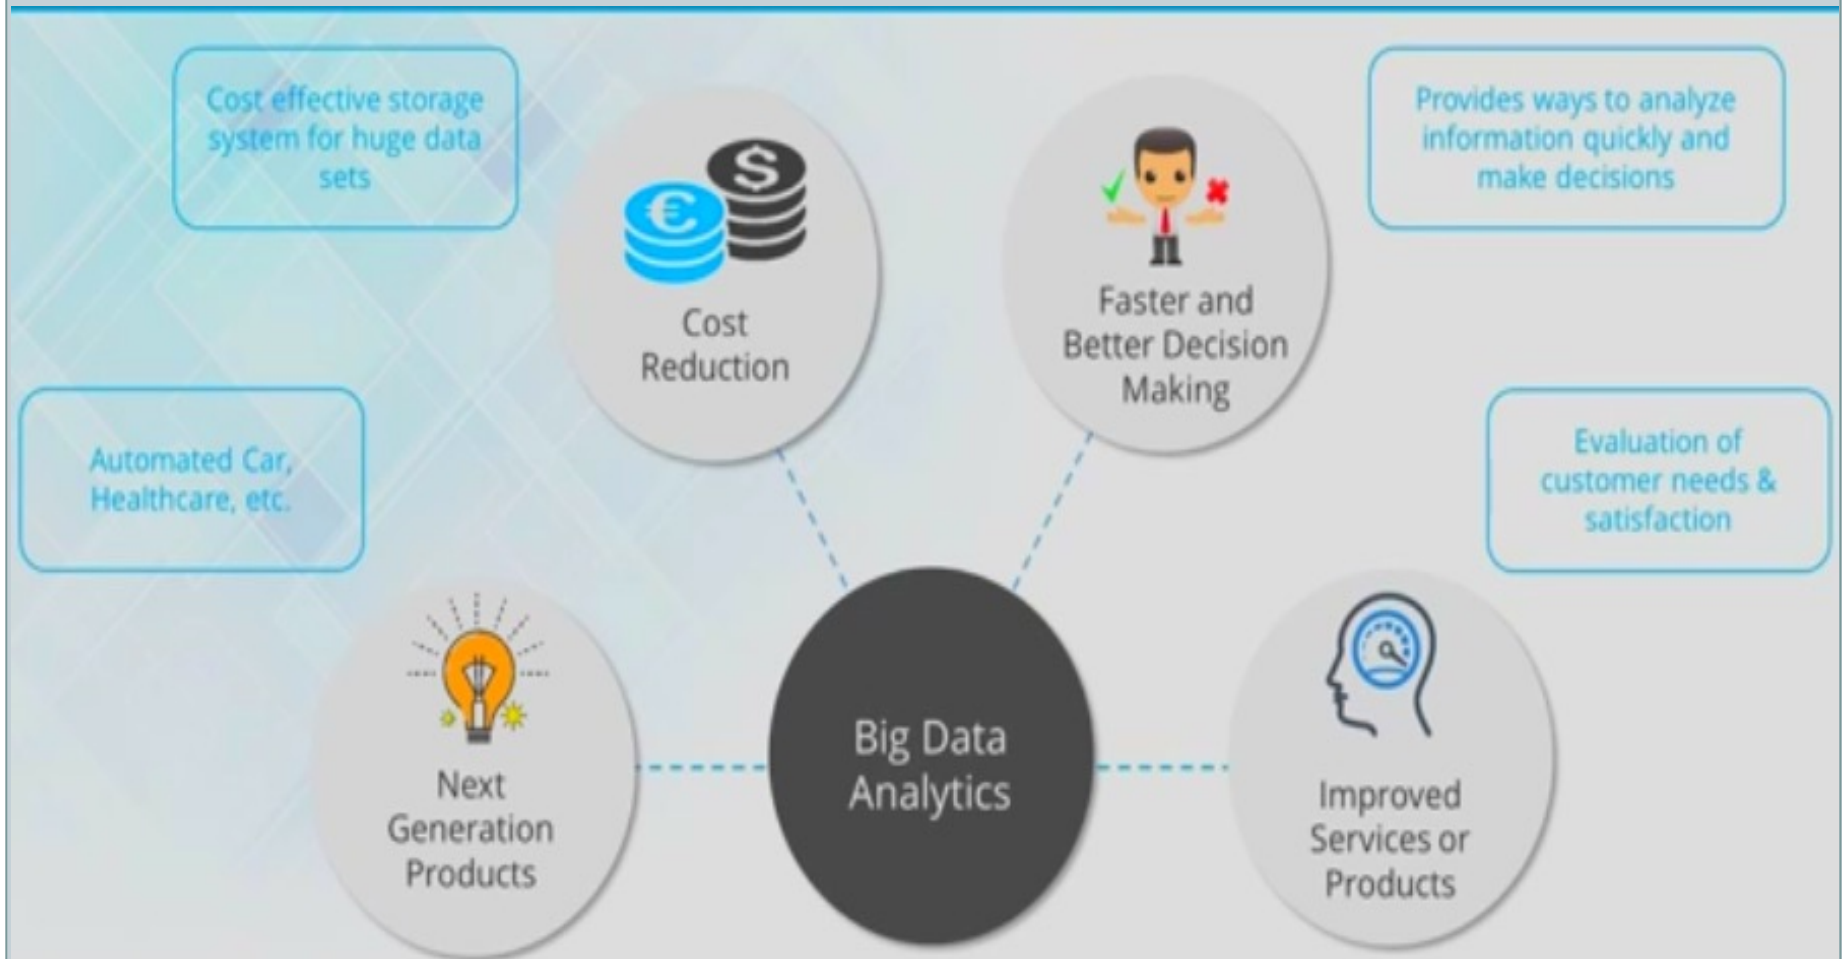 Cost effective storage
system for huge data
sets
Provides ways to analyze
information quickly and
make decisions
€
$
Cost
Reduction
Faster and
Better Decision
Making
Automated Car,
Healthcare, etc.
Evaluation of
customer needs &
satisfaction
Next
Generation
Products
Big Data
Analytics
Improved
Services or
Products